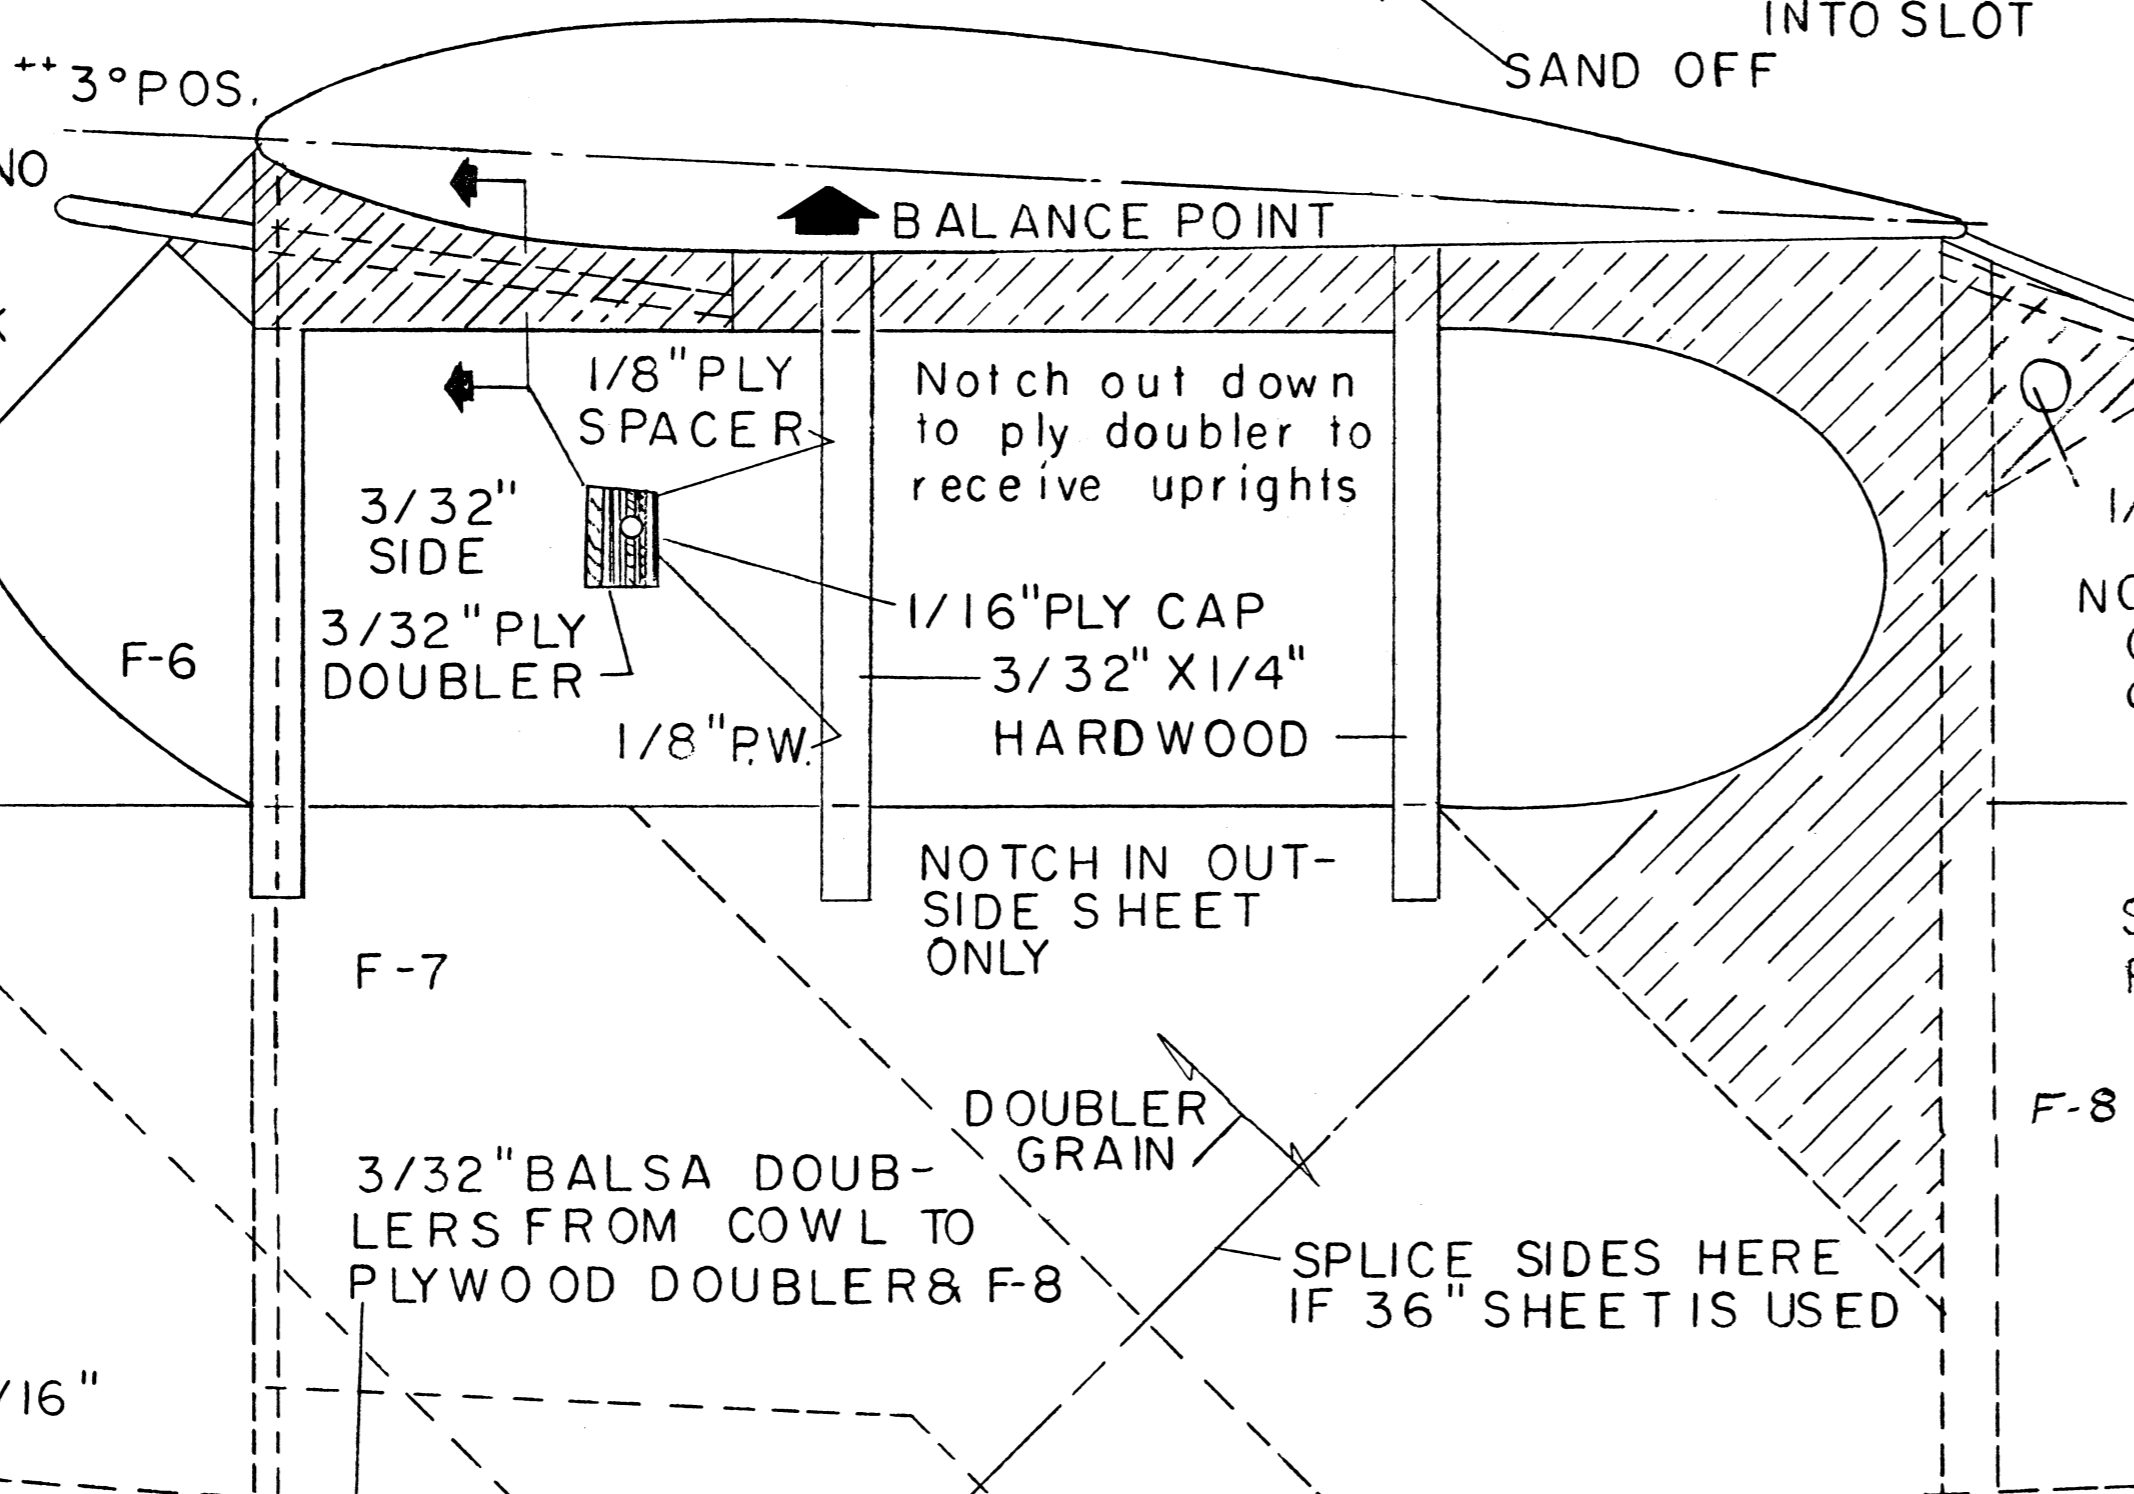 INTO SLOT
SAND OFF
++3°POS.
NO
BALANCE POINT
1/8" PLY
SPACER
Notch out down
to ply doubler to
receive uprights
3/32"
SIDE
3/32" PLY
DOUBLER
1/8" P.W.
1/16" PLY CAP
3/32" X 1/4"
HARDWOOD
F-6
NOTCH IN OUT-
SIDE SHEET
ONLY
F-7
DOUBLER
GRAIN
F-8
3/32" BALSA DOUB-
LERS FROM COWL TO
PLYWOOD DOUBLER & F-8
SPLICE SIDES HERE
IF 36" SHEET IS USED
/16"